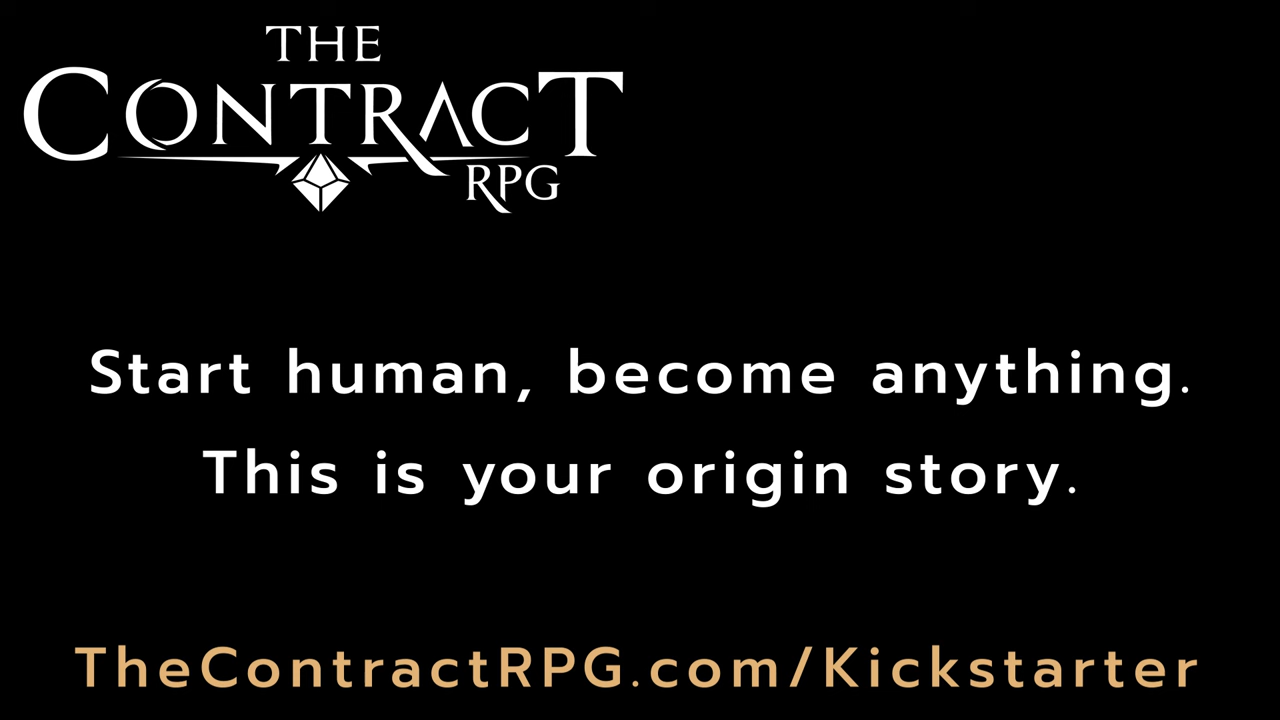 THE
CONTRACT
RPG
Start human, become anything.
This is your origin story.
TheContractRPG.com/Kickstarter